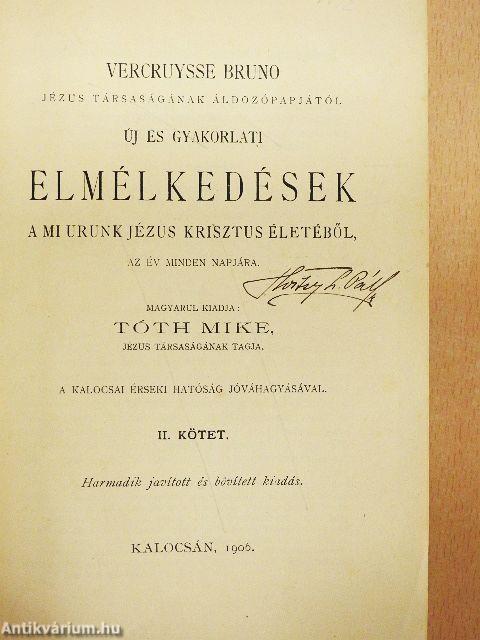 VERCRUYSSE BRUNO
JÉZUS TÁRSASÁGÁNAK ÁLDOZÓPAPJÁTÓL
ÚJ ES GYAKORLATI
ELMÉLKEDÉSEK
A MI URUNK JÉZUS KRISZTUS ÉLETÉBŐL,
AZ ÉV MINDEN NAPJÁRA.
MAGYARUL KIADJA:
TÓTH MIKE,
JEZUS TÁRSASÁGÁNAK TAGJA.
A KALOCSAI ÉRSEKI HATÓSÁG JÓVÁHAGYÁSÁVAL.
II. KÖTET.
Harmadik javított és bővített kiadás.
KALOCSÁN, 1906.
Antikvárium.hu